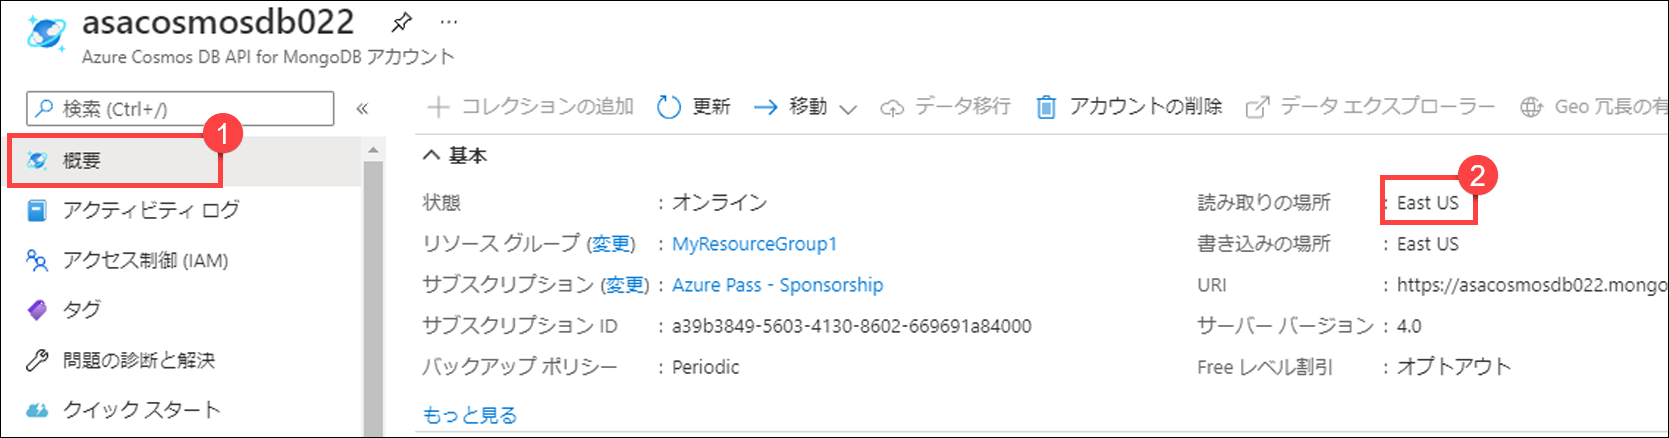 asacosmosdb022 ...
Azure Cosmos DB API for MongoDB アカウント
検索 (Ctrl+/) «
コレクションの追加 更新 移動 データ移行 アカウントの削除 データ エクスプローラー Geo 冗長の有
1
概要
アクティビティ ログ
アクセス制御 (IAM)
タグ
問題の診断と解決
クイック スタート
基本
状態 : オンライン
リソース グループ (変更) : MyResourceGroup1
サブスクリプション (変更) : Azure Pass - Sponsorship
サブスクリプション ID : a39b3849-5603-4130-8602-669691a84000
バックアップ ポリシー : Periodic
もっと見る
2
読み取りの場所 : East US
書き込みの場所 : East US
URI : https://asacosmosdb022.mongo
サーバー バージョン : 4.0
Free レベル割引 : オプトアウト